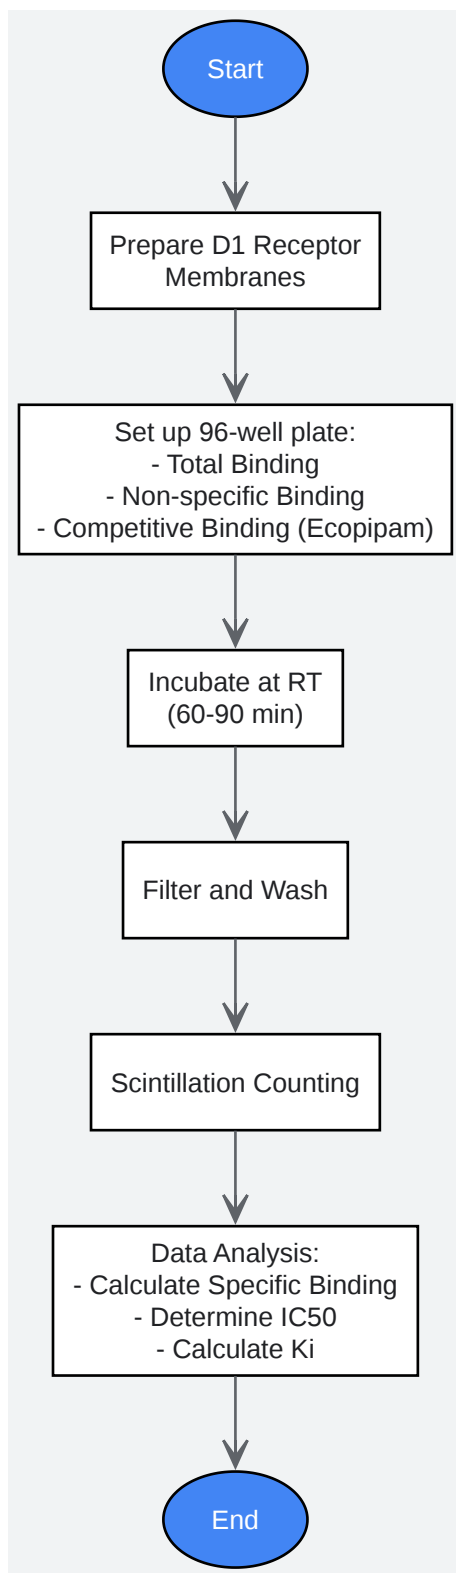 Start
Prepare D1 Receptor
Membranes
Set up 96-well plate:
- Total Binding
- Non-specific Binding
- Competitive Binding (Ecopipam)
Incubate at RT
(60-90 min)
Filter and Wash
Scintillation Counting
Data Analysis:
- Calculate Specific Binding
- Determine IC50
- Calculate Ki
End